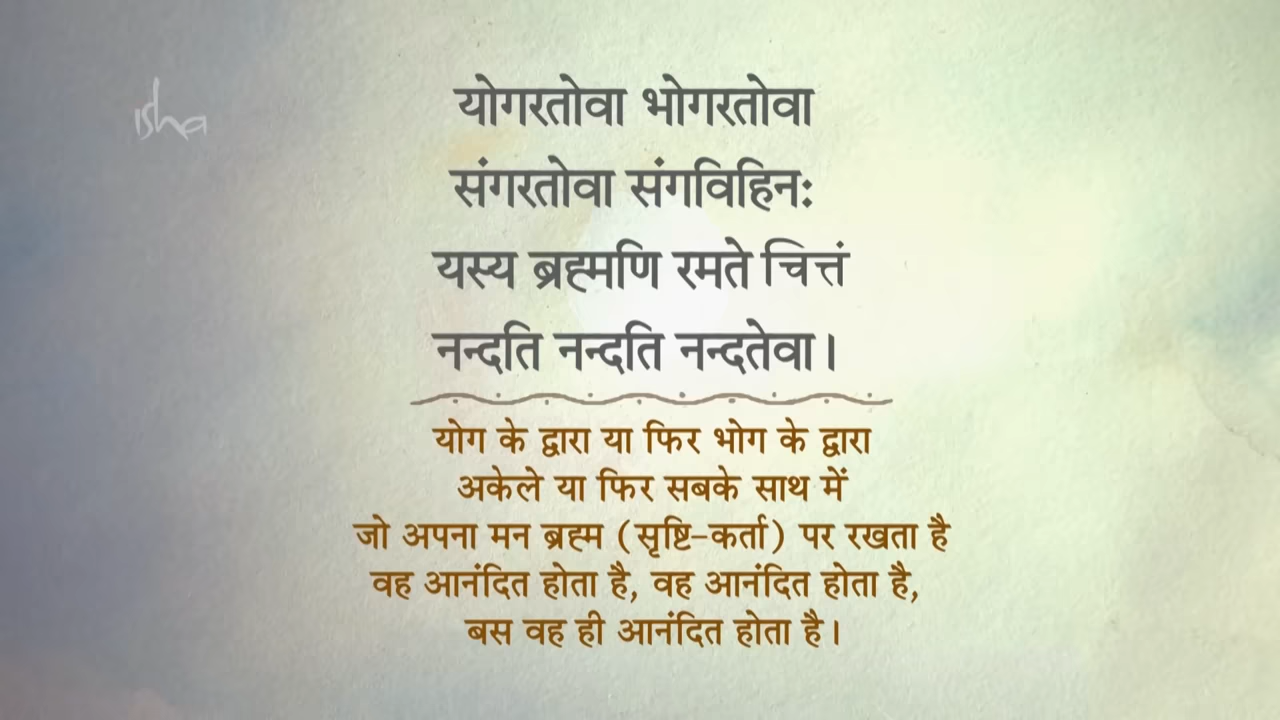 isha
योगरतोवा भोगरतोवा
संगरतोवा संगविहिनः
यस्य ब्रह्मणि रमते चित्तं
नन्दति नन्दति नन्दतेवा।
योग के द्वारा या फिर भोग के द्वारा
अकेले या फिर सबके साथ में
जो अपना मन ब्रह्म (सृष्टि-कर्ता) पर रखता है
वह आनंदित होता है, वह आनंदित होता है,
बस वह ही आनंदित होता है।